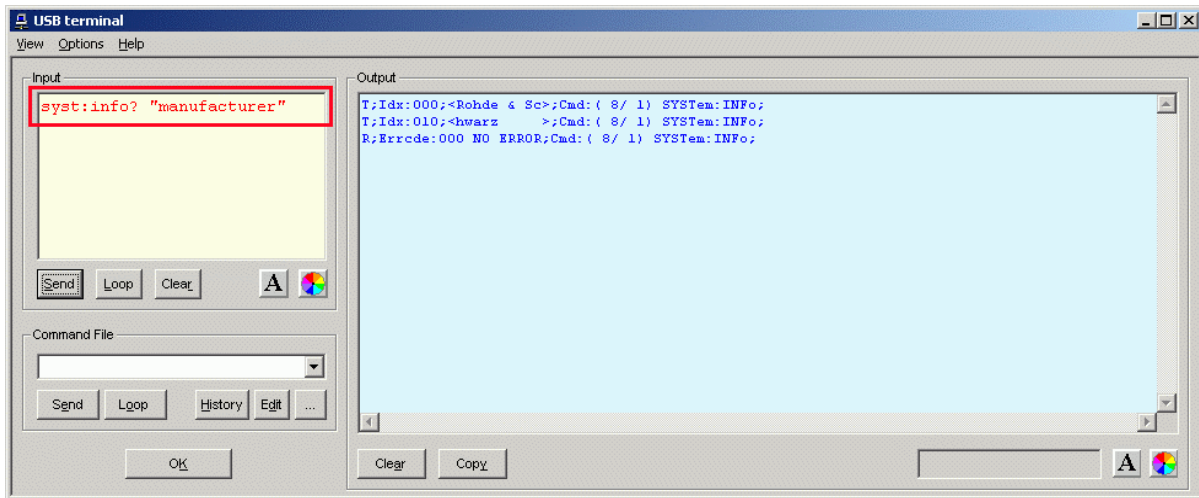 USB terminal
View Options Help
Input
syst:info? "manufacturer"
Send Loop Clear A
Command File
Send Loop History Edit ...
OK
Output
T;Idx:000;<Rohde & Sc>;Cmd:( 8/ 1) SYSTem:INFo;
T;Idx:010;<hwarz     >;Cmd:( 8/ 1) SYSTem:INFo;
R;Errcde:000 NO ERROR;Cmd:( 8/ 1) SYSTem:INFo;
Clear Copy A